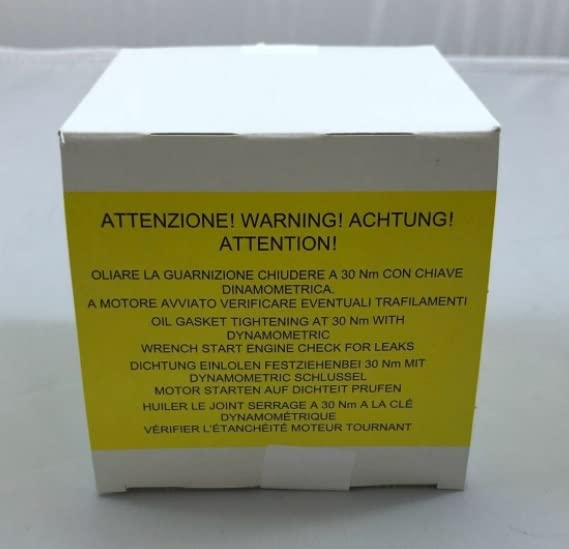 ATTENZIONE! WARNING! ACHTUNG!
ATTENTION!
OLIARE LA GUARNIZIONE CHIUDERE A 30 Nm CON CHIAVE
DINAMOMETRICA.
A MOTORE AVVIATO VERIFICARE EVENTUALI TRAFILAMENTI
OIL GASKET TIGHTENING AT 30 Nm WITH
DYNAMOMETRIC
WRENCH START ENGINE CHECK FOR LEAKS
DICHTUNG EINLOLEN FESTZIEHENBEI 30 Nm MIT
DYNAMOMETRIC SCHLUSSEL
MOTOR STARTEN AUF DICHTEIT PRUFEN
HUILER LE JOINT SERRAGE A 30 Nm A LA CLÉ
DYNAMOMÉTRIQUE
VÉRIFIER L'ÉTANCHÉITÉ MOTEUR TOURNANT